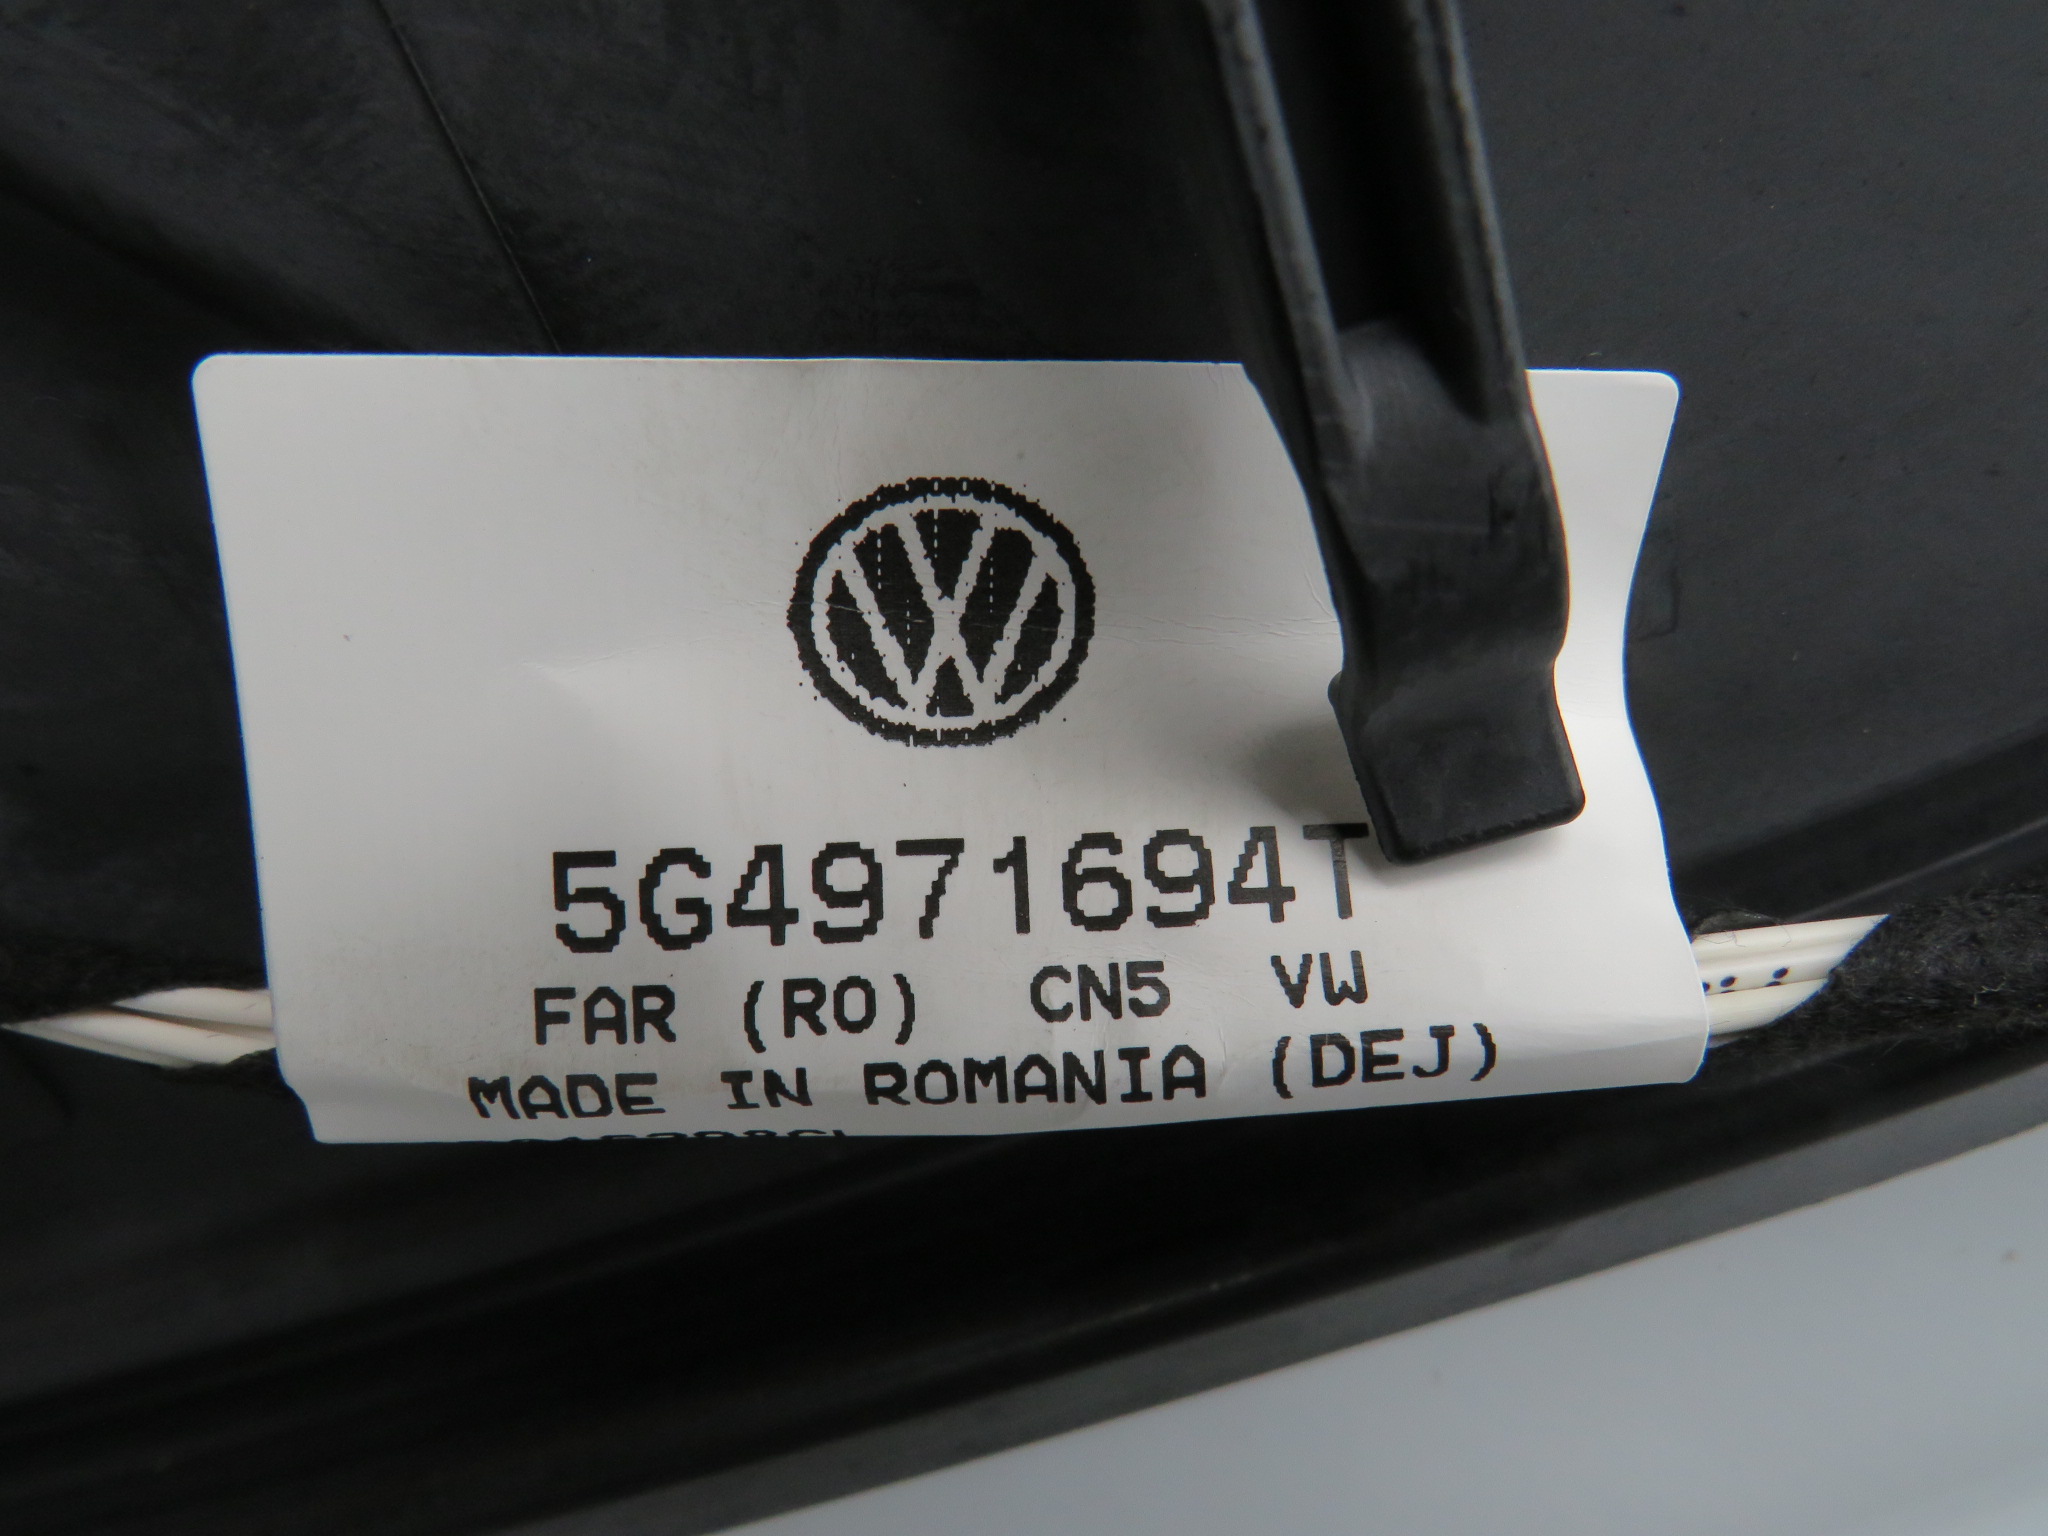 5G4971694T
FAR (RO) CN5 VW
MADE IN ROMANIA (DEJ)